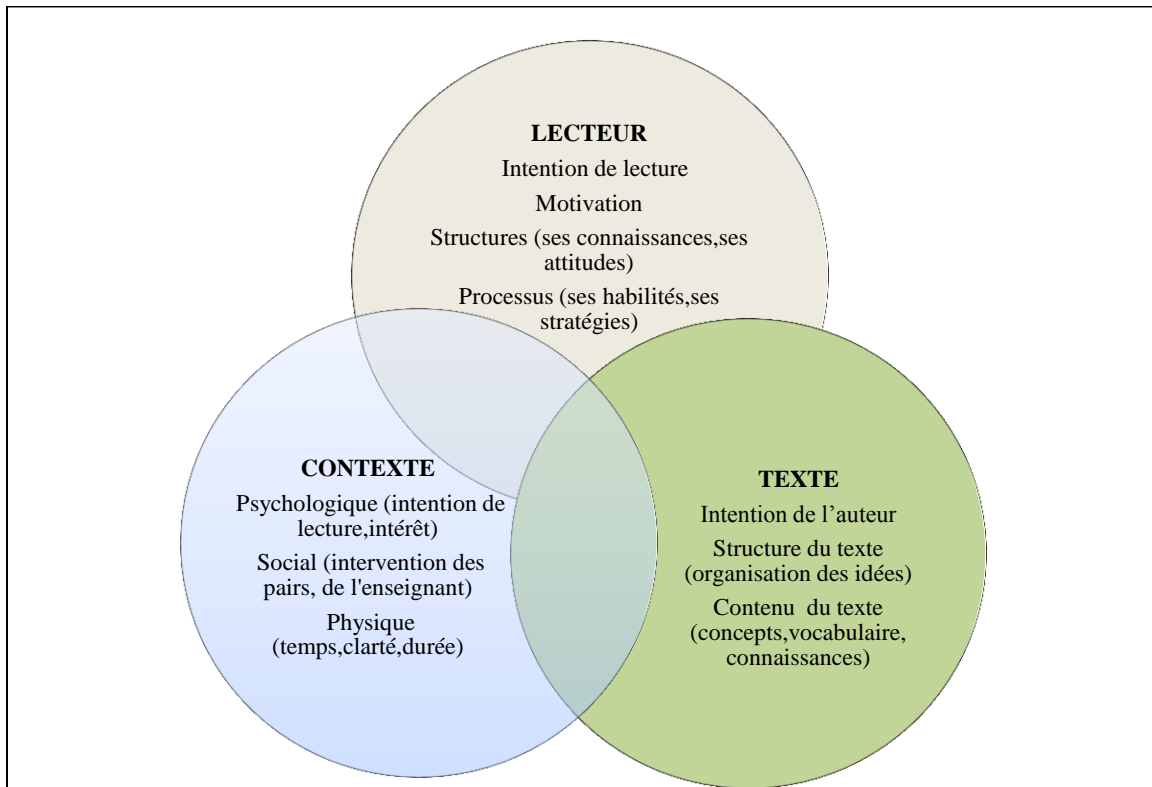 LECTEUR
Intention de lecture
Motivation
Structures (ses connaissances,ses
attitudes)
Processus (ses habilités,ses
stratégies)
CONTEXTE
Psychologique (intention de
lecture,intérêt)
Social (intervention des
pairs, de l'enseignant)
Physique
(temps,clarté,durée)
TEXTE
Intention de l’auteur
Structure du texte
(organisation des idées)
Contenu  du texte
(concepts,vocabulaire,
connaissances)